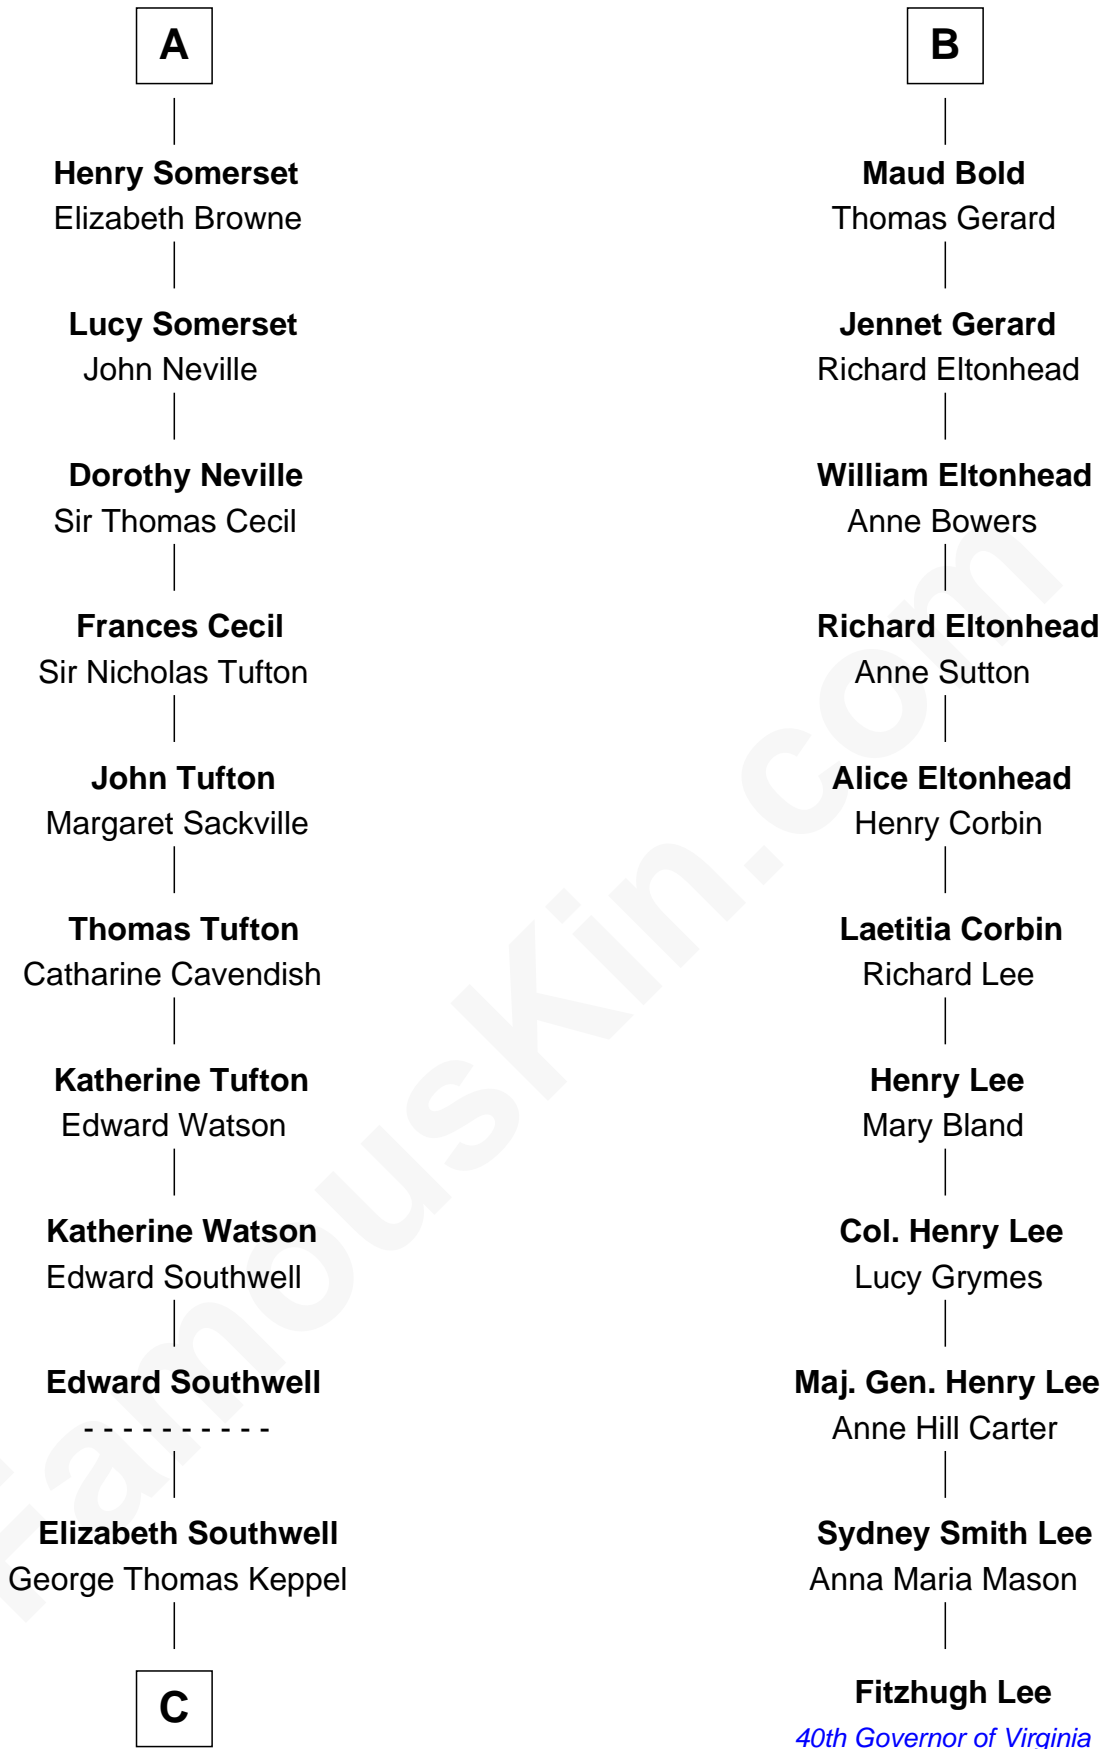 A
Henry Somerset
Elizabeth Browne
Lucy Somerset
John Neville
Dorothy Neville
Sir Thomas Cecil
Frances Cecil
Sir Nicholas Tufton
John Tufton
Margaret Sackville
Thomas Tufton
Catharine Cavendish
Katherine Tufton
Edward Watson
Katherine Watson
Edward Southwell
Edward Southwell
- - - - - - - - - -
Elizabeth Southwell
George Thomas Keppel
C
B
Maud Bold
Thomas Gerard
Jennet Gerard
Richard Eltonhead
William Eltonhead
Anne Bowers
Richard Eltonhead
Anne Sutton
Alice Eltonhead
Henry Corbin
Laetitia Corbin
Richard Lee
Henry Lee
Mary Bland
Col. Henry Lee
Lucy Grymes
Maj. Gen. Henry Lee
Anne Hill Carter
Sydney Smith Lee
Anna Maria Mason
Fitzhugh Lee
40th Governor of Virginia
FamousKin.com